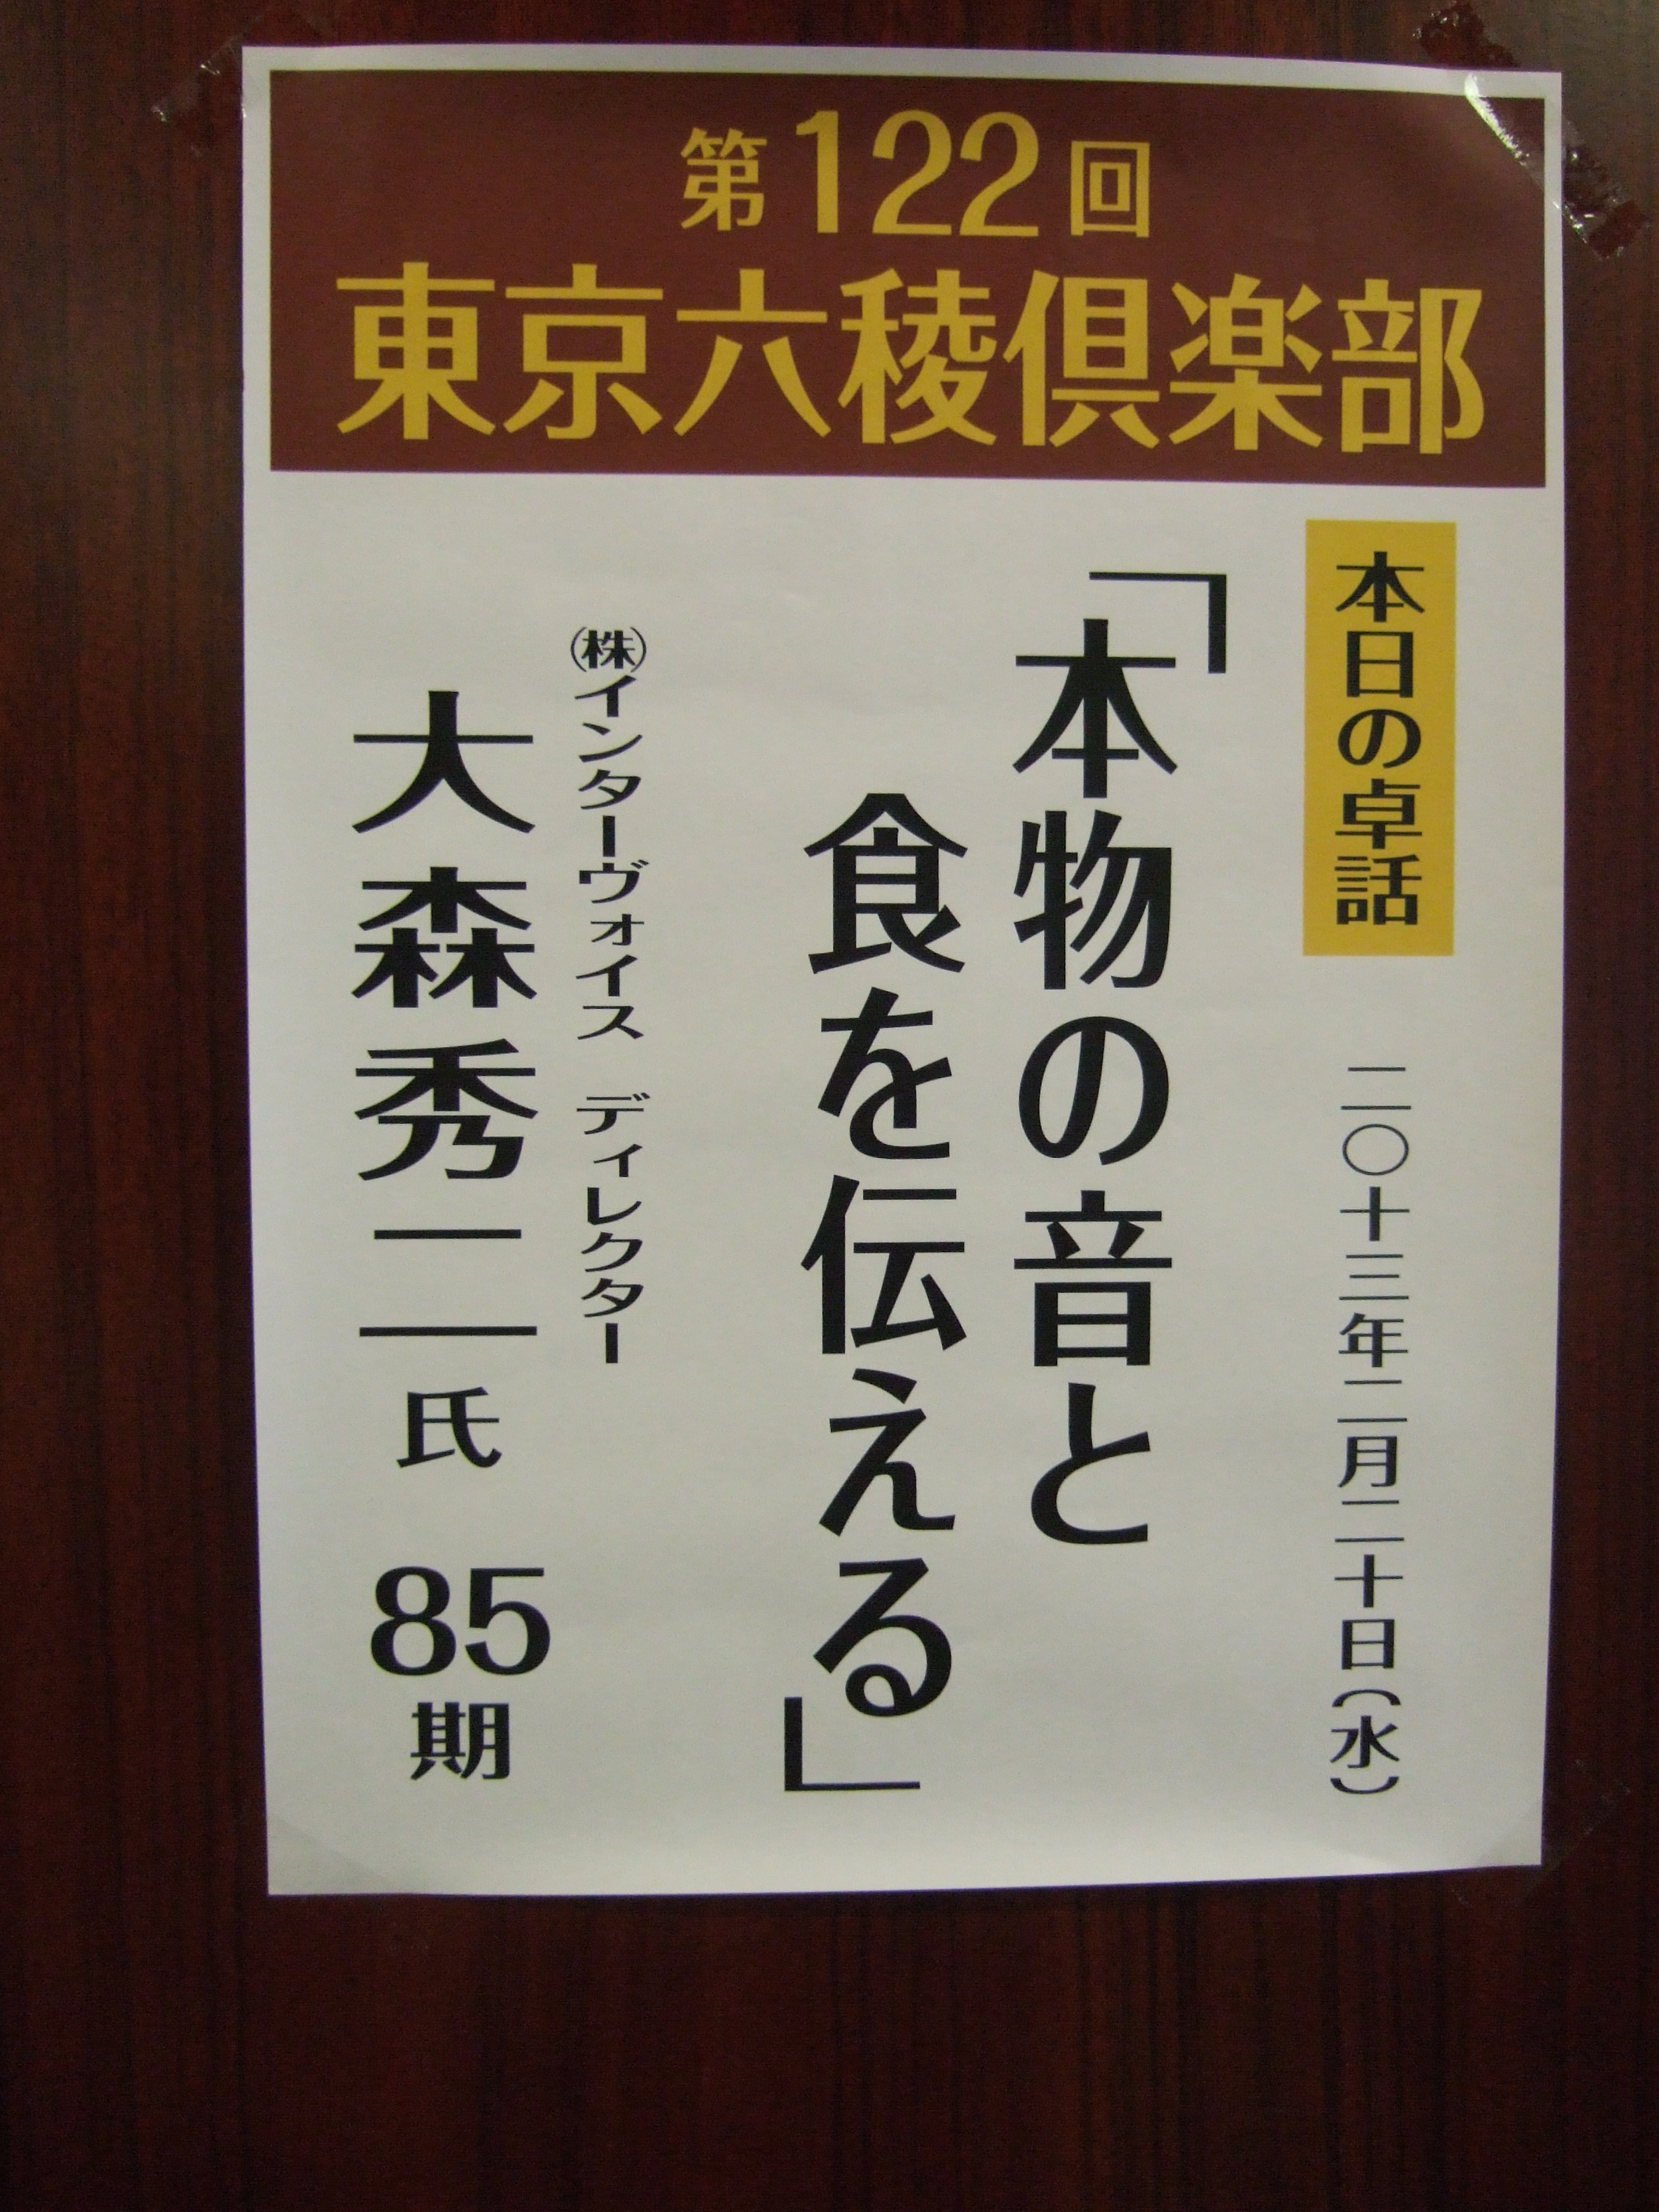 第122回
東京六稜倶楽部
本日の卓話
二〇十三年二月二十日(水)
「本物の音と
食を伝える」
㈱インターヴォイス ディレクター
大森秀二氏 85期